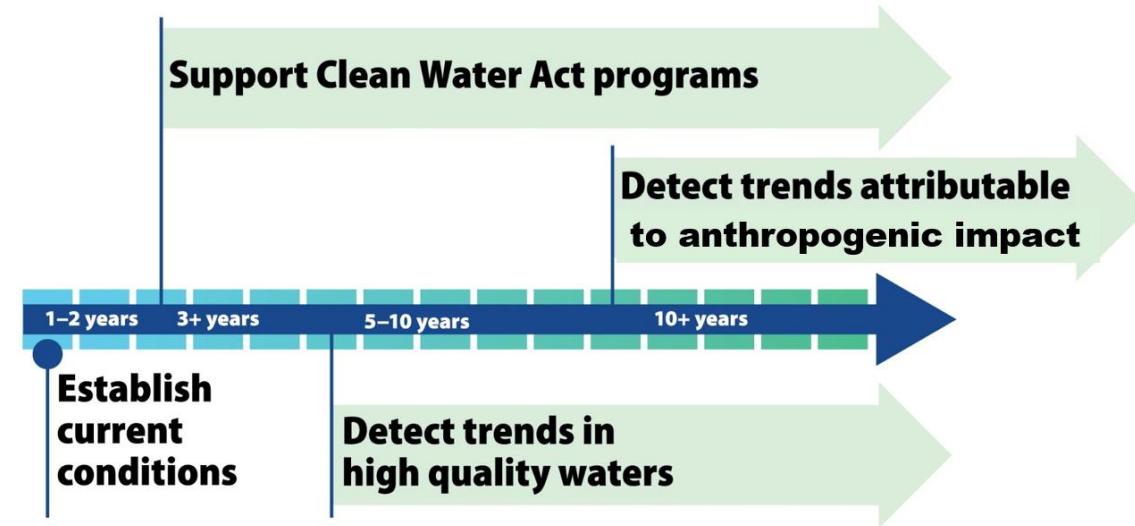 Support Clean Water Act programs
Detect trends attributable
to anthropogenic impact
1–2 years
3+ years
5–10 years
10+ years
Establish
current
conditions
Detect trends in
high quality waters